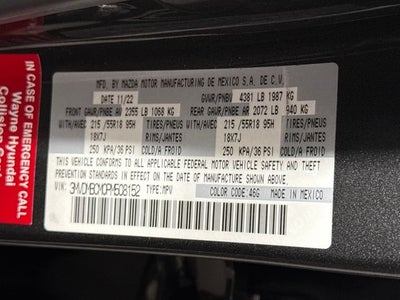 MFD. BY MAZDA MOTOR MANUFACTURING DE MEXICO S.A. DE C.V.
DATE 11/22 GVWR/PNBV 4381 LB 1987 KG
FRONT GAWR/PNBE AV 2355 LB 1068 KG REAR GAWR/PNBE AR 2072 LB 940 KG
WITH/AVEC 215/55R18 95H TIRES/PNEUS WITH/AVEC 215/55R18 95H TIRES/PNEUS
18X7J RIMS/JANTES 18X7J RIMS/JANTES
250 KPA/36 PSI COLD/A FROID 250 KPA/36 PSI COLD/A FROID
THIS VEHICLE CONFORMS TO ALL APPLICABLE FEDERAL MOTOR VEHICLE SAFETY AND THEFT
PREVENTION STANDARDS IN EFFECT ON THE DATE OF MANUFACTURE SHOWN ABOVE.
VIN: 3MVDMBCM0PM508152 TYPE:MPV COLOR:46G MADE IN MEXICO
IN CASE OF EMERGENCY CALL
Wayne Hyundai
Collision